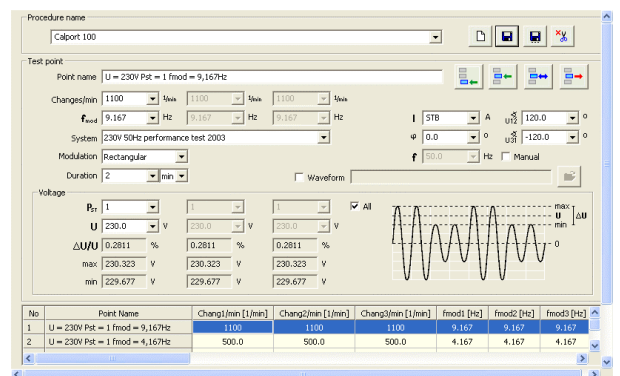 Procedure name
Calport 100
Test point
Point name U = 230V Pst = 1 fmod = 9,167Hz
Changes/min 1100 1/min 1100 1/min 1100 1/min
fmod 9.167 Hz 9.167 Hz 9.167 Hz I STB A U12 120.0 °
System 230V 50Hz performance test 2003 φ 0.0 ° U31 -120.0 °
Modulation Rectangular f 50.0 Hz Manual
Duration 2 min Waveform
Voltage
PST 1 1 1 All
U 230.0 V 230.0 V 230.0 V
ΔU/U 0.2811 % 0.2811 % 0.2811 %
max 230.323 V 230.323 V 230.323 V
min 229.677 V 229.677 V 229.677 V
max
U ΔU
min
0
No Point Name Chang1/min [1/min] Chang2/min [1/min] Chang3/min [1/min] fmod1 [Hz] fmod2 [Hz] fmod3 [Hz]
1 U = 230V Pst = 1 fmod = 9,167Hz 1100 1100 1100 9.167 9.167 9.167
2 U = 230V Pst = 1 fmod = 4,167Hz 500.0 500.0 500.0 4.167 4.167 4.167